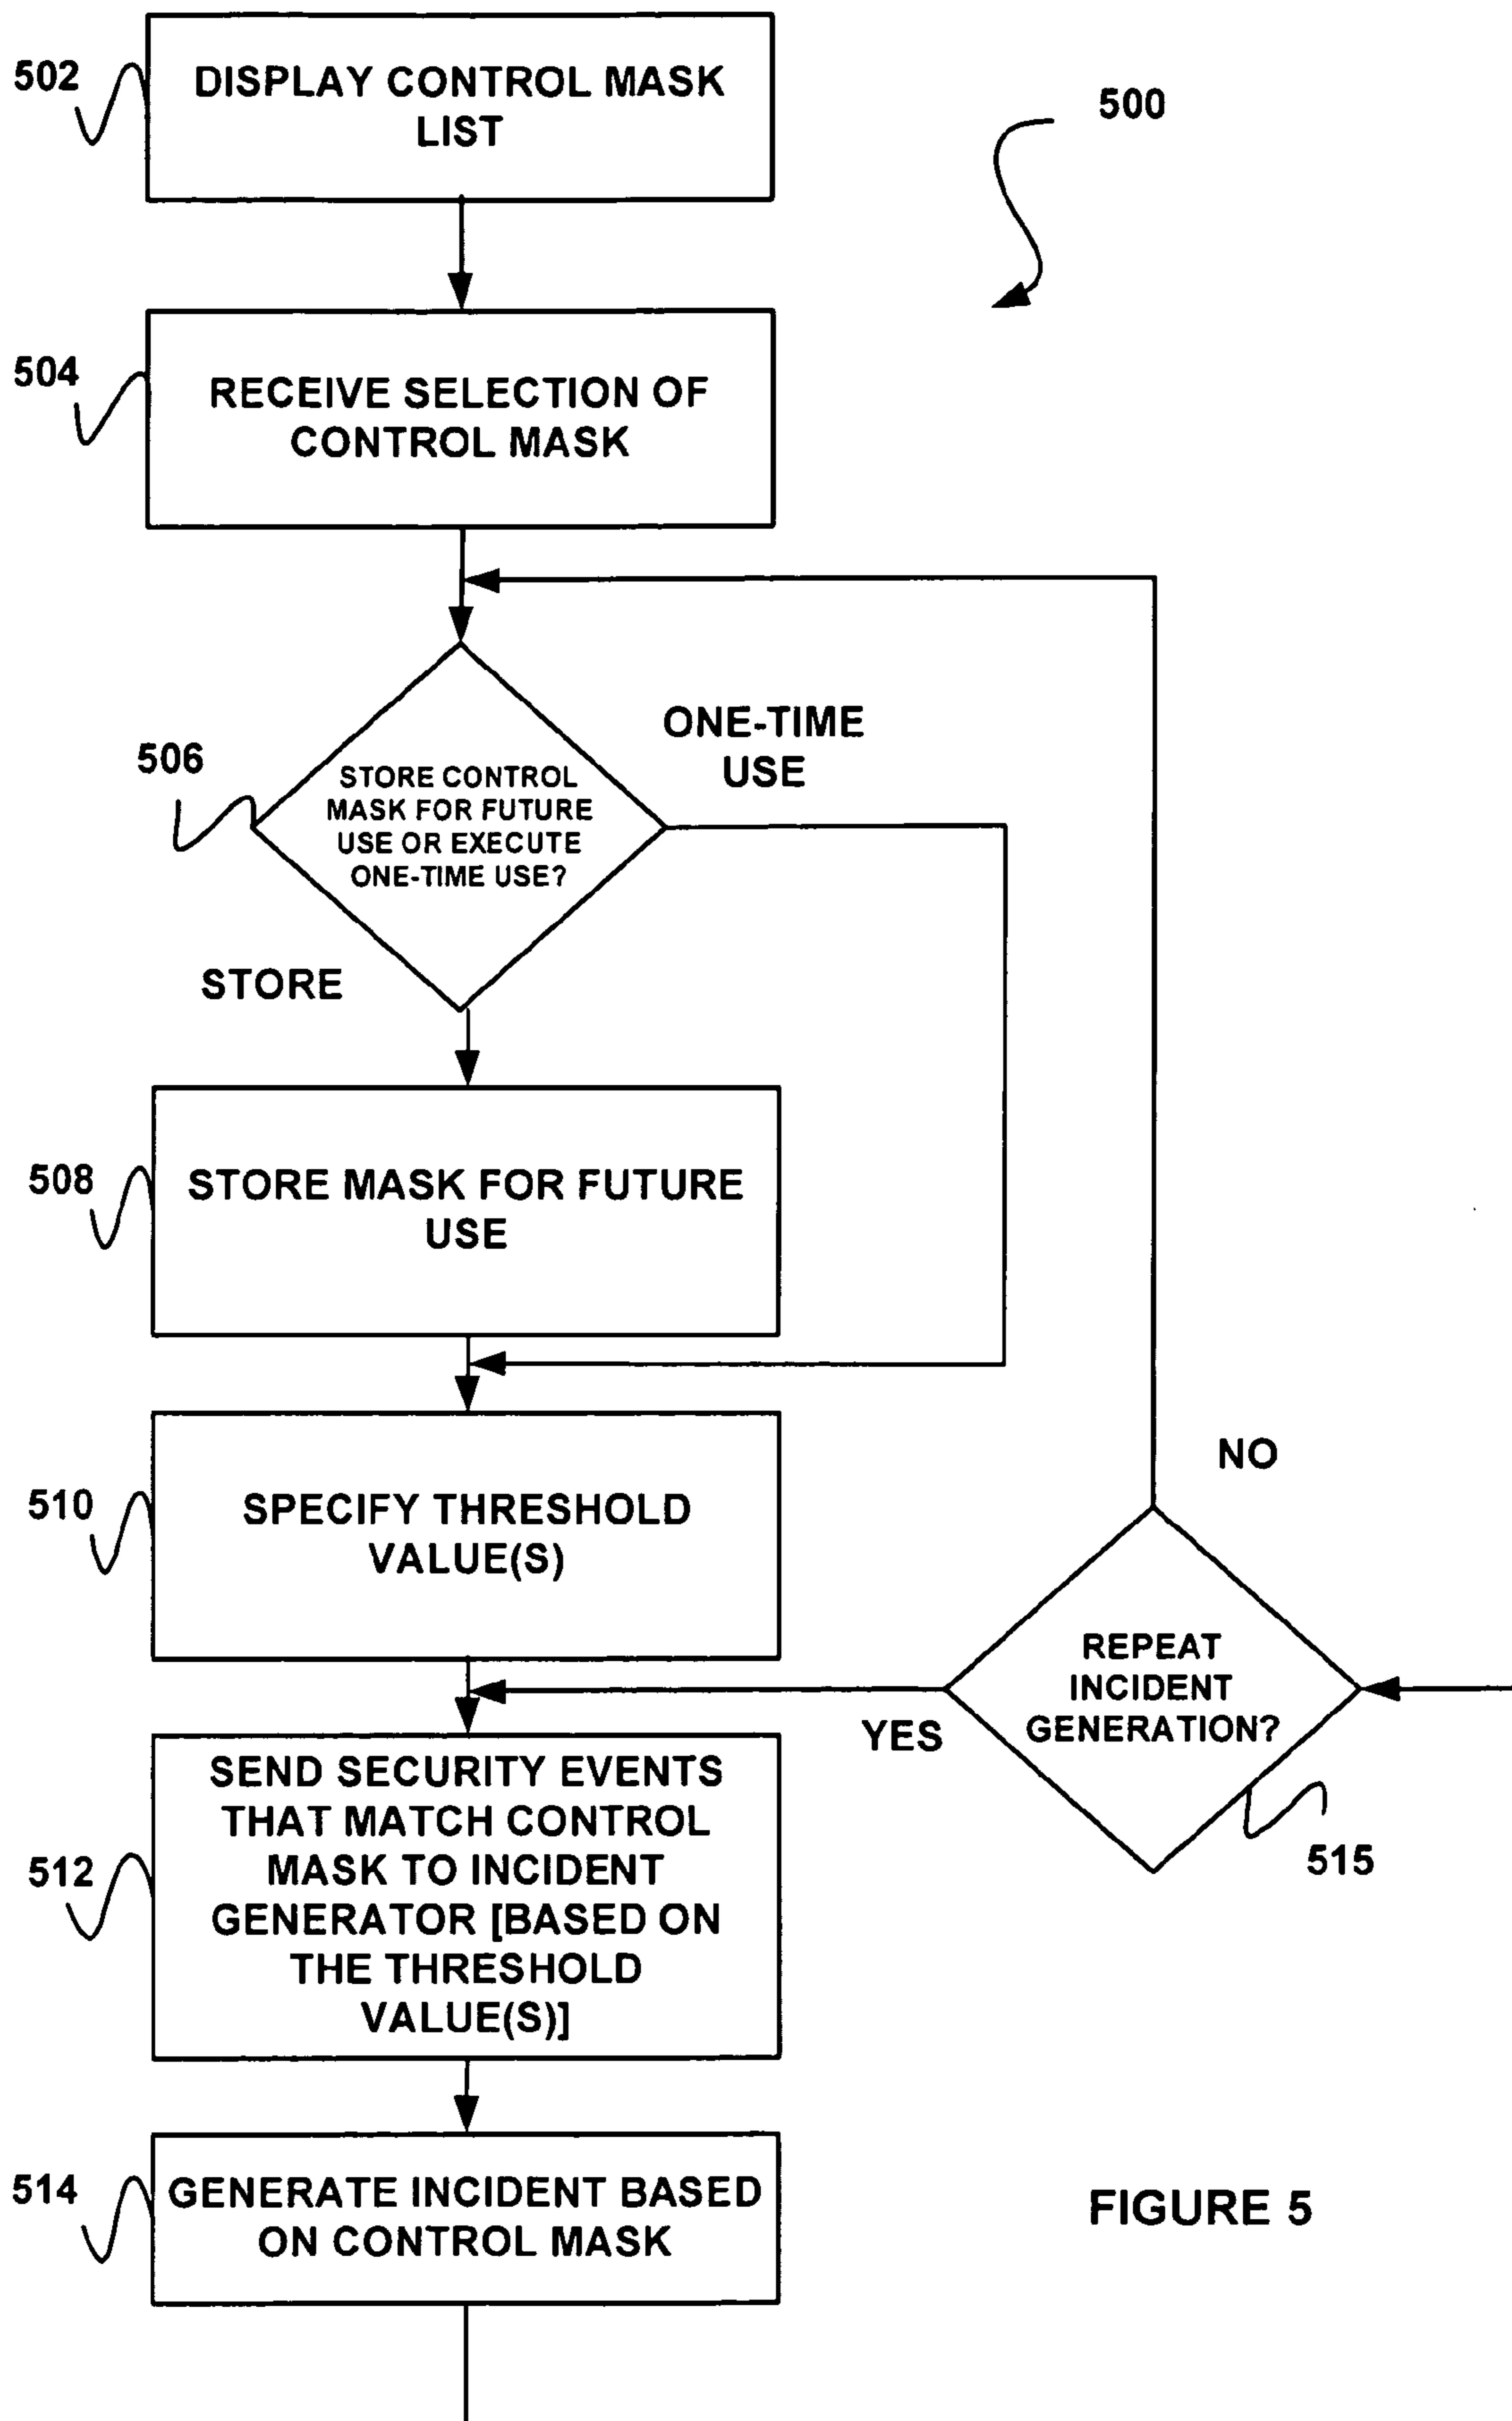 502
DISPLAY CONTROL MASK
LIST
500
504
RECEIVE SELECTION OF
CONTROL MASK
506
STORE CONTROL
MASK FOR FUTURE
USE OR EXECUTE
ONE-TIME USE?
ONE-TIME
USE
STORE
508
STORE MASK FOR FUTURE
USE
510
SPECIFY THRESHOLD
VALUE(S)
NO
REPEAT
INCIDENT
GENERATION?
YES
515
512
SEND SECURITY EVENTS
THAT MATCH CONTROL
MASK TO INCIDENT
GENERATOR [BASED ON
THE THRESHOLD
VALUE(S)]
514
GENERATE INCIDENT BASED
ON CONTROL MASK
FIGURE 5